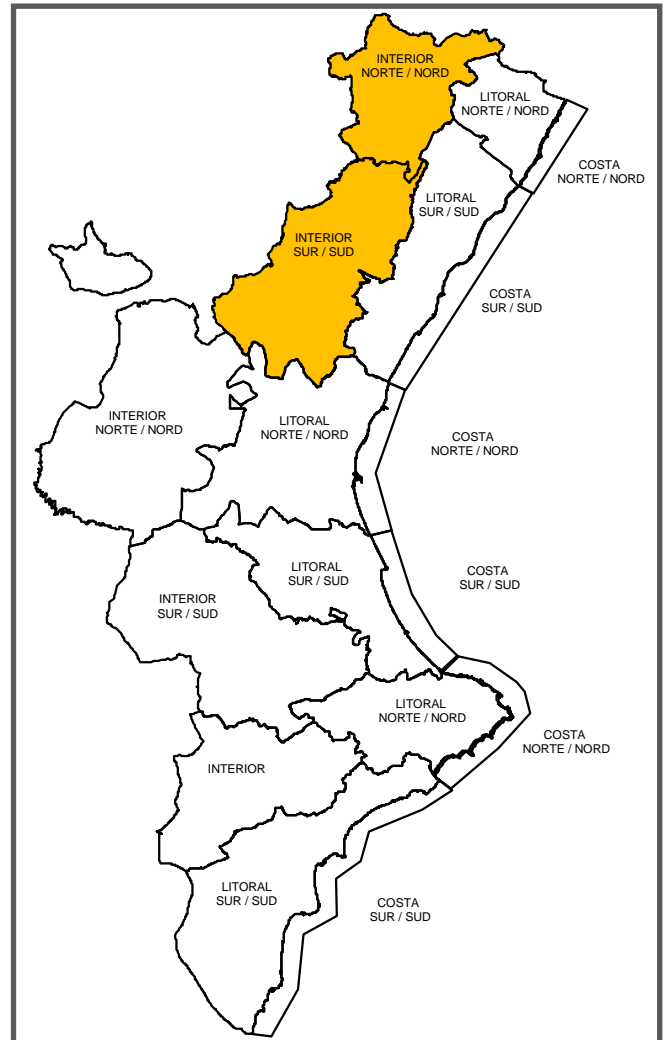 INTERIOR
NORTE / NORD
LITORAL
NORTE / NORD
COSTA
NORTE / NORD
LITORAL
SUR / SUD
INTERIOR
SUR / SUD
COSTA
SUR / SUD
INTERIOR
NORTE / NORD
LITORAL
NORTE / NORD
COSTA
NORTE / NORD
LITORAL
SUR / SUD
COSTA
SUR / SUD
INTERIOR
SUR / SUD
LITORAL
NORTE / NORD
COSTA
NORTE / NORD
INTERIOR
LITORAL
SUR / SUD
COSTA
SUR / SUD